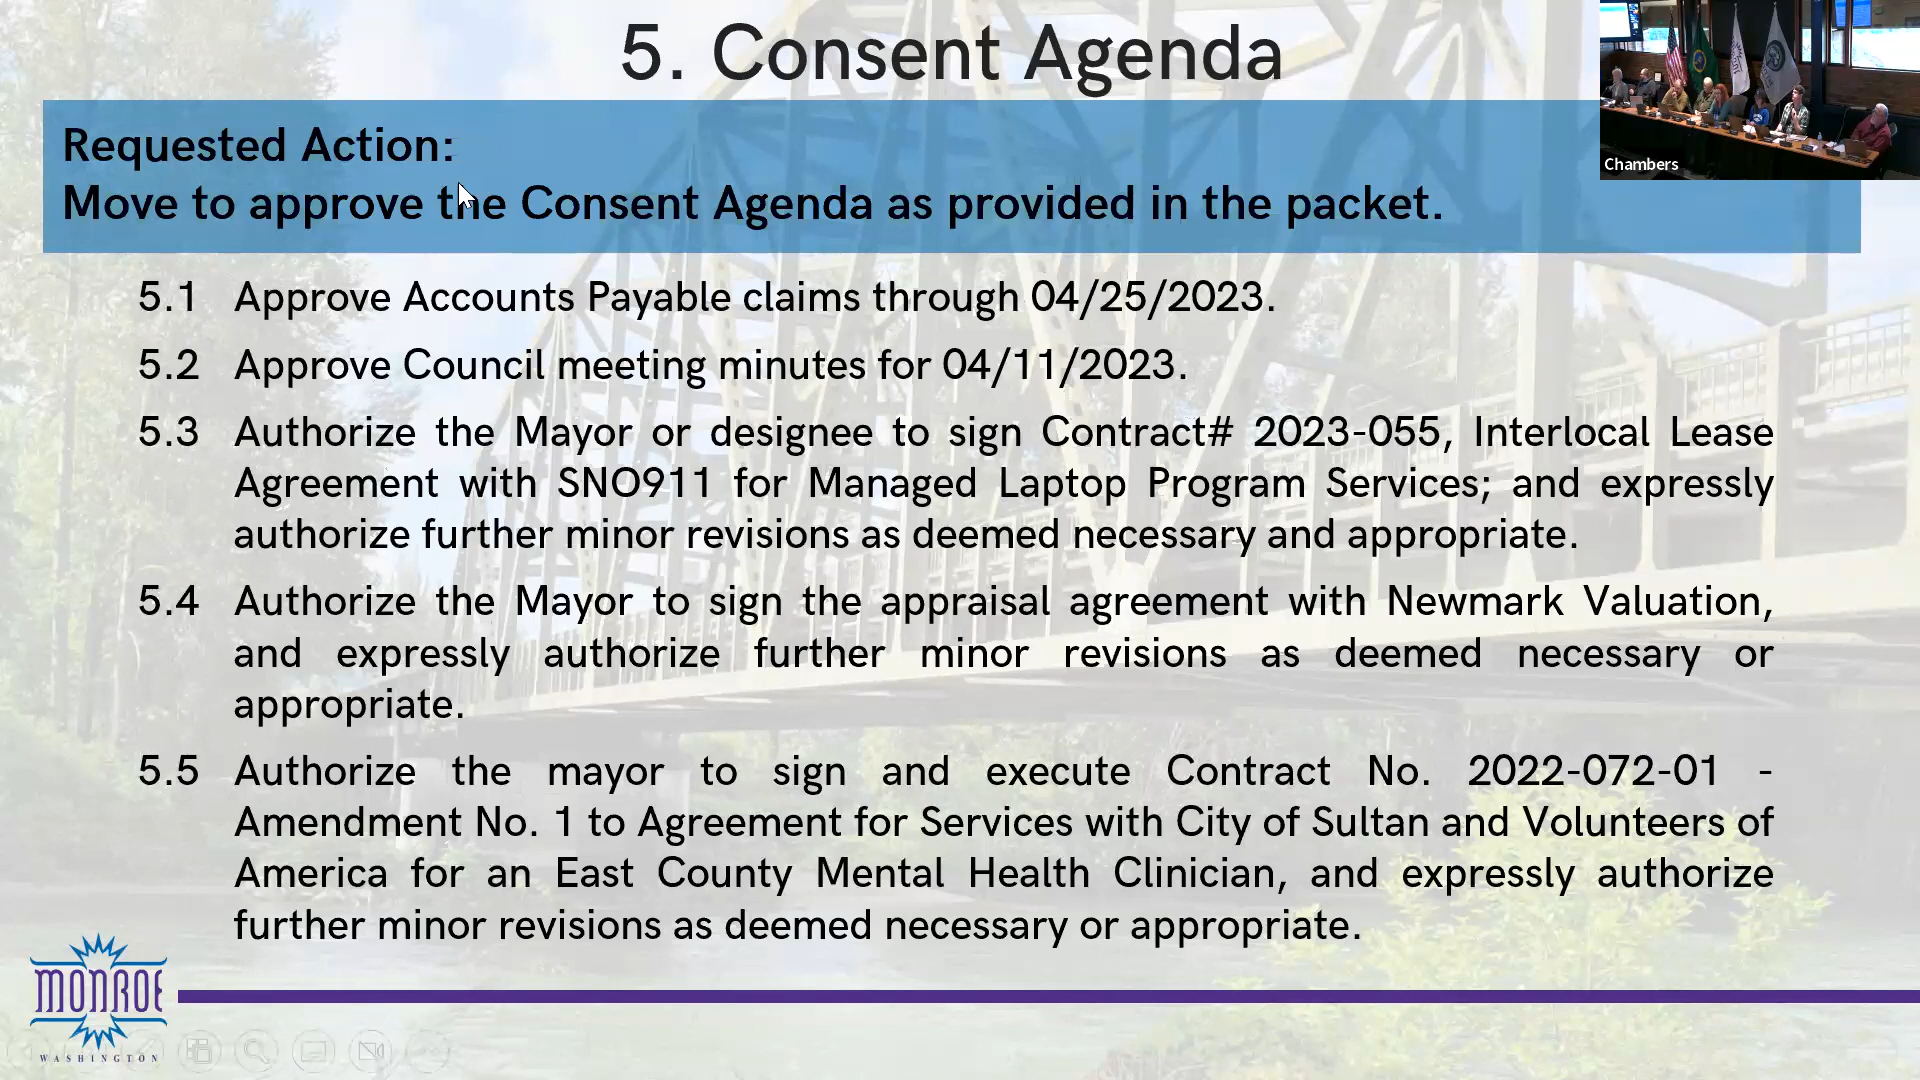 5. Consent Agenda
Requested Action:
Move to approve the Consent Agenda as provided in the packet.
Chambers
5.1 Approve Accounts Payable claims through 04/25/2023.
5.2 Approve Council meeting minutes for 04/11/2023.
5.3 Authorize the Mayor or designee to sign Contract# 2023-055, Interlocal Lease
Agreement with SNO911 for Managed Laptop Program Services; and expressly
authorize further minor revisions as deemed necessary and appropriate.
5.4 Authorize the Mayor to sign the appraisal agreement with Newmark Valuation,
and expressly authorize further minor revisions as deemed necessary or
appropriate.
5.5 Authorize the mayor to sign and execute Contract No. 2022-072-01 -
Amendment No. 1 to Agreement for Services with City of Sultan and Volunteers of
America for an East County Mental Health Clinician, and expressly authorize
further minor revisions as deemed necessary or appropriate.
MONROE
WASHINGTON